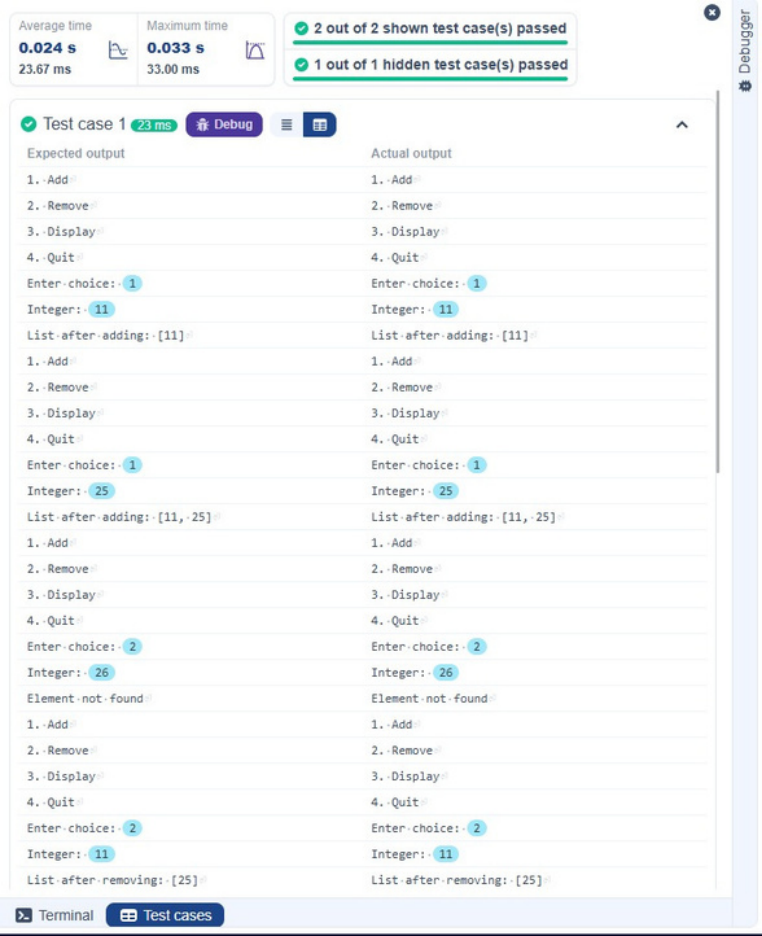 Average time
0.024 s
23.67 ms
Maximum time
0.033 s
33.00 ms
2 out of 2 shown test case(s) passed
1 out of 1 hidden test case(s) passed
Debugger
Test case 1 23 ms Debug
Expected output Actual output
1. Add 1. Add
2. Remove 2. Remove
3. Display 3. Display
4. Quit 4. Quit
Enter choice: 1 Enter choice: 1
Integer: 11 Integer: 11
List after adding: [11] List after adding: [11]
1. Add 1. Add
2. Remove 2. Remove
3. Display 3. Display
4. Quit 4. Quit
Enter choice: 1 Enter choice: 1
Integer: 25 Integer: 25
List after adding: [11, 25] List after adding: [11, 25]
1. Add 1. Add
2. Remove 2. Remove
3. Display 3. Display
4. Quit 4. Quit
Enter choice: 2 Enter choice: 2
Integer: 26 Integer: 26
Element not found Element not found
1. Add 1. Add
2. Remove 2. Remove
3. Display 3. Display
4. Quit 4. Quit
Enter choice: 2 Enter choice: 2
Integer: 11 Integer: 11
List after removing: [25] List after removing: [25]
Terminal Test cases